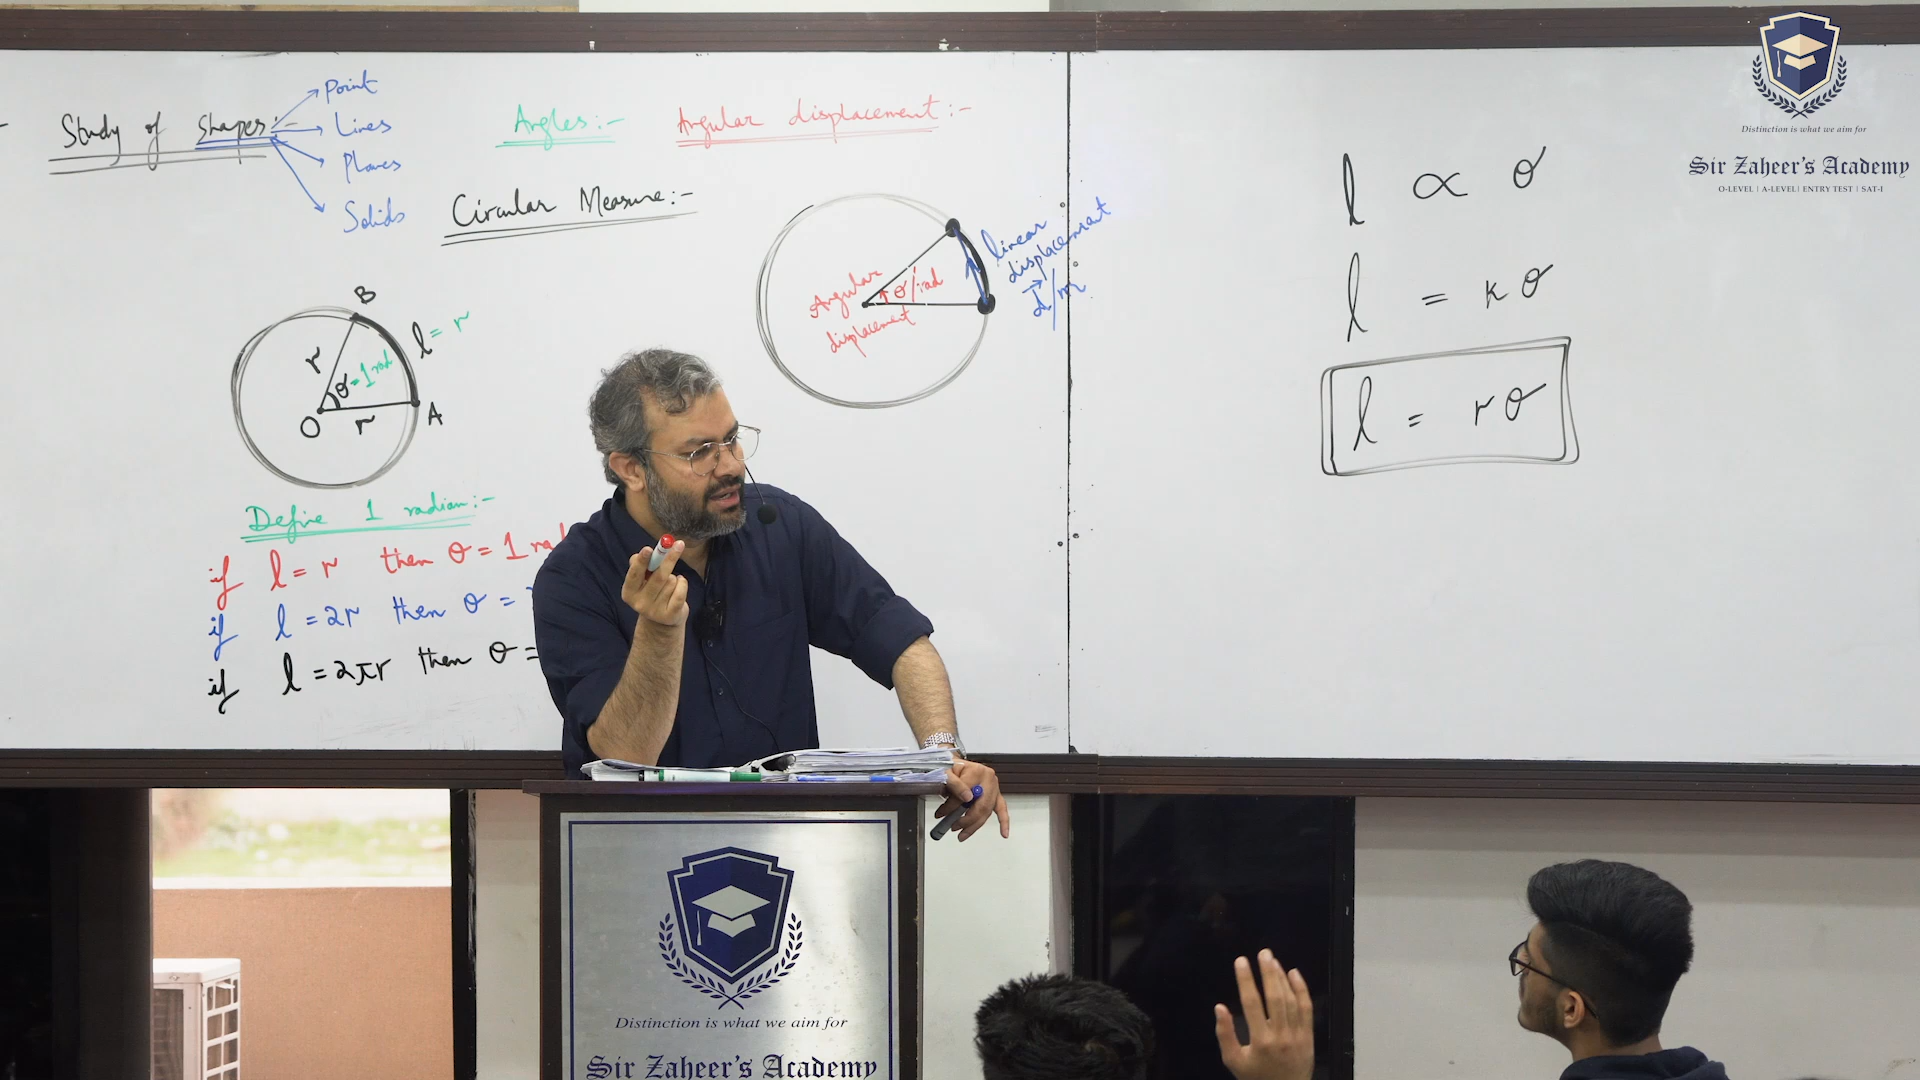 Study of shapes:-
Point
Lines
Planes
Solids
Angles:-
Angular displacement:-
Circular Measure:-
B
l = r
r
θ = 1 rad
O
r
A
Angular
displacement
θ/rad
linear
displacement
d/m
Define 1 radian:-
if l = r then θ = 1 rad
if l = 2r then θ =
if l = 2πr then θ =
l ∝ θ
l = kθ
l = rθ
Distinction is what we aim for
Sir Zaheer's Academy
O-LEVEL | A-LEVEL | ENTRY TEST | SAT-I
Distinction is what we aim for
Sir Zaheer's Academy